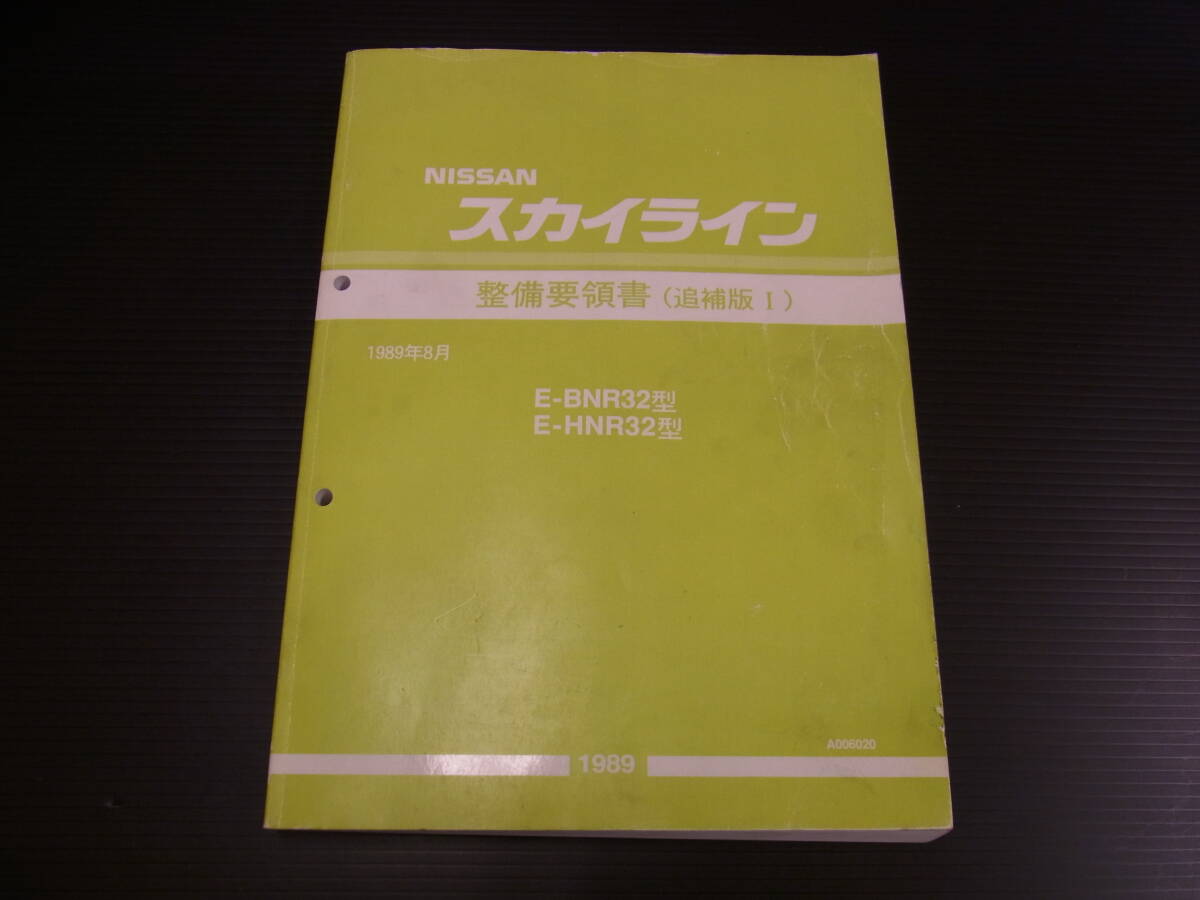 NISSAN
スカイライン
整備要領書(追補版 I)
1989年8月
E-BNR32型
E-HNR32型
A006020
1989